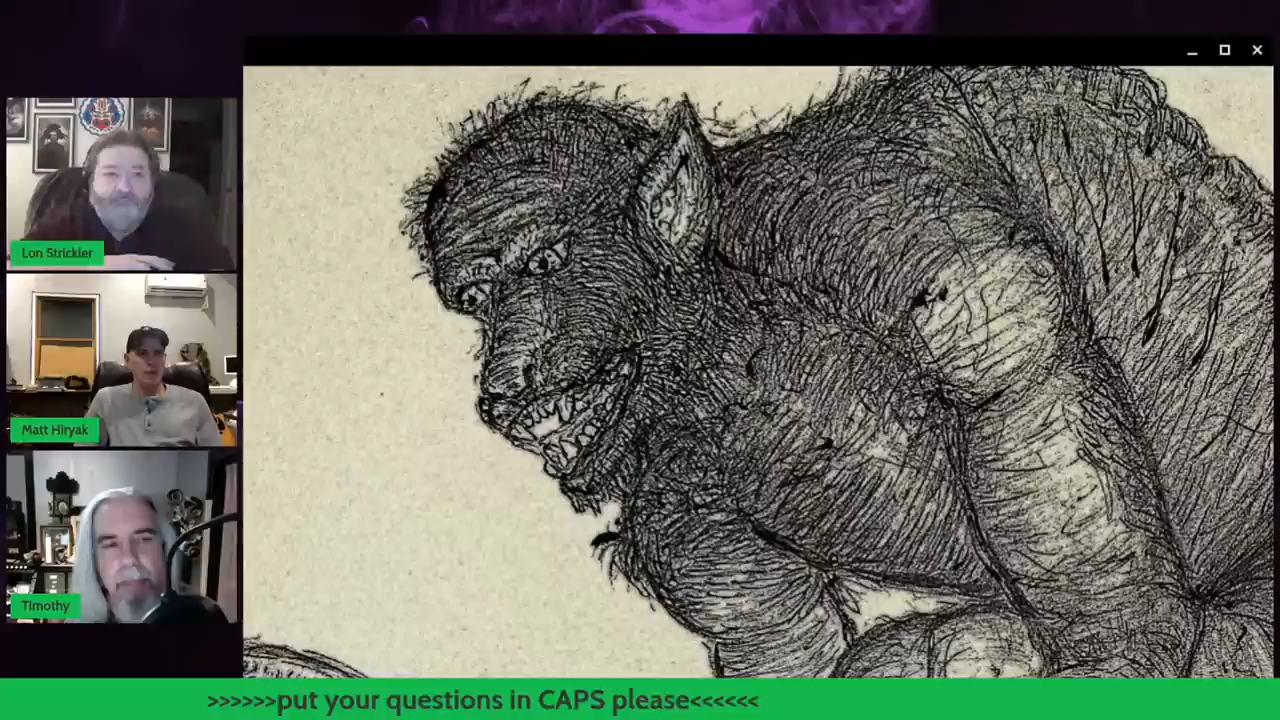 Lon Strickler
Matt Hiryak
Timothy
>>>>>>put your questions in CAPS please<<<<<<